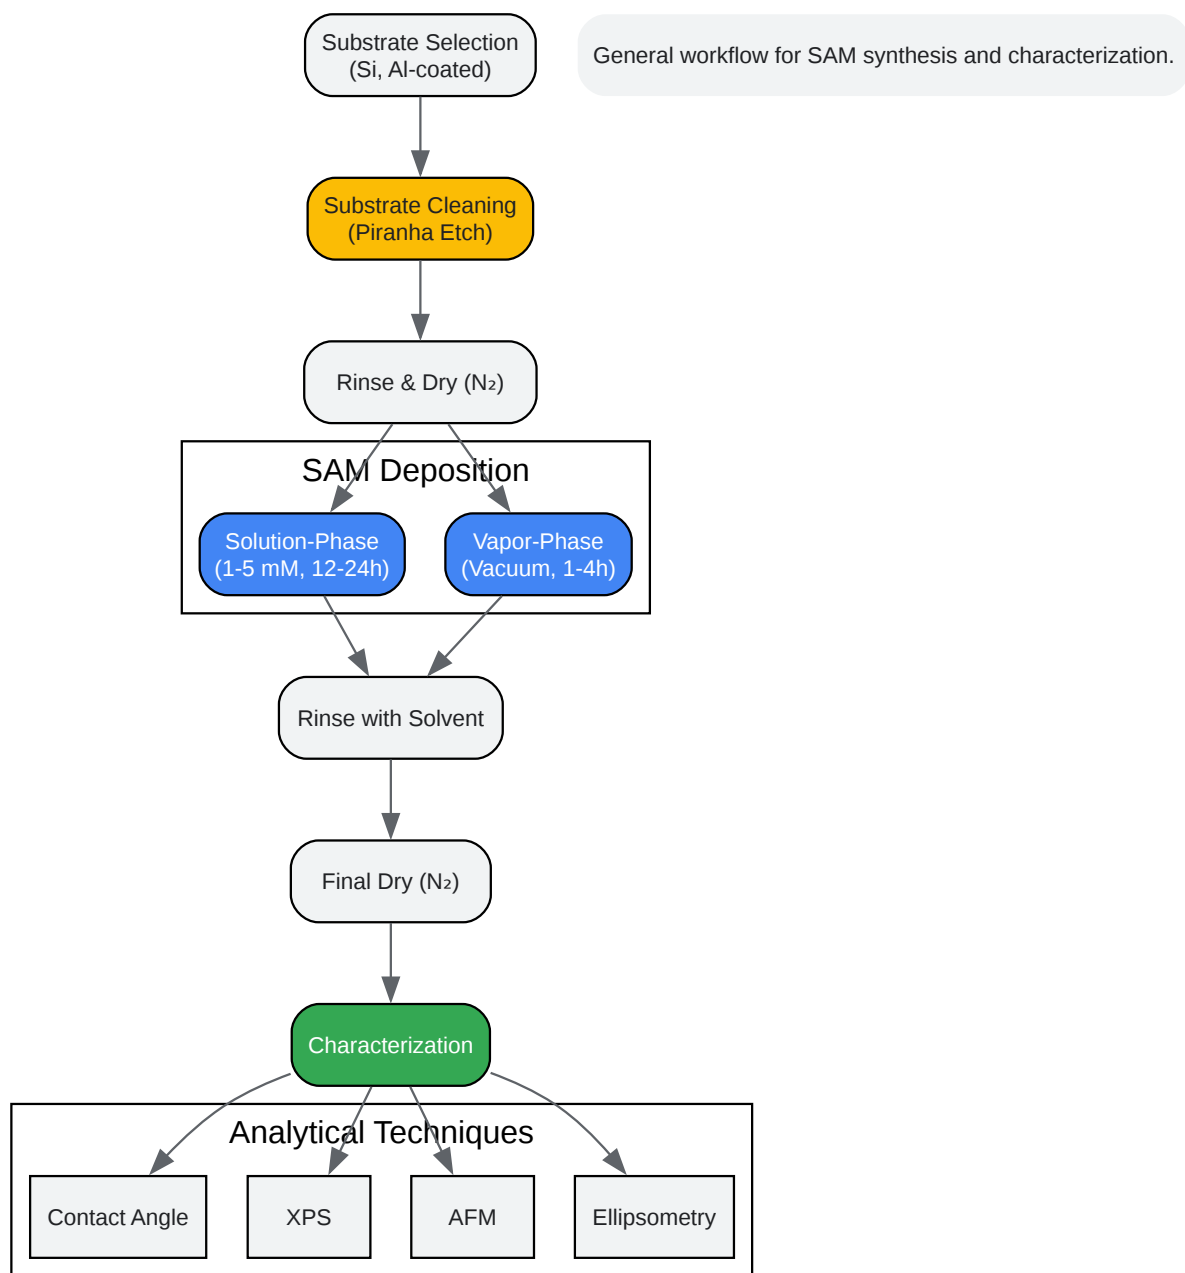 Substrate Selection
(Si, Al-coated)
General workflow for SAM synthesis and characterization.
Substrate Cleaning
(Piranha Etch)
Rinse & Dry (N₂)
SAM Deposition
Solution-Phase
(1-5 mM, 12-24h)
Vapor-Phase
(Vacuum, 1-4h)
Rinse with Solvent
Final Dry (N₂)
Characterization
Analytical Techniques
Contact Angle
XPS
AFM
Ellipsometry